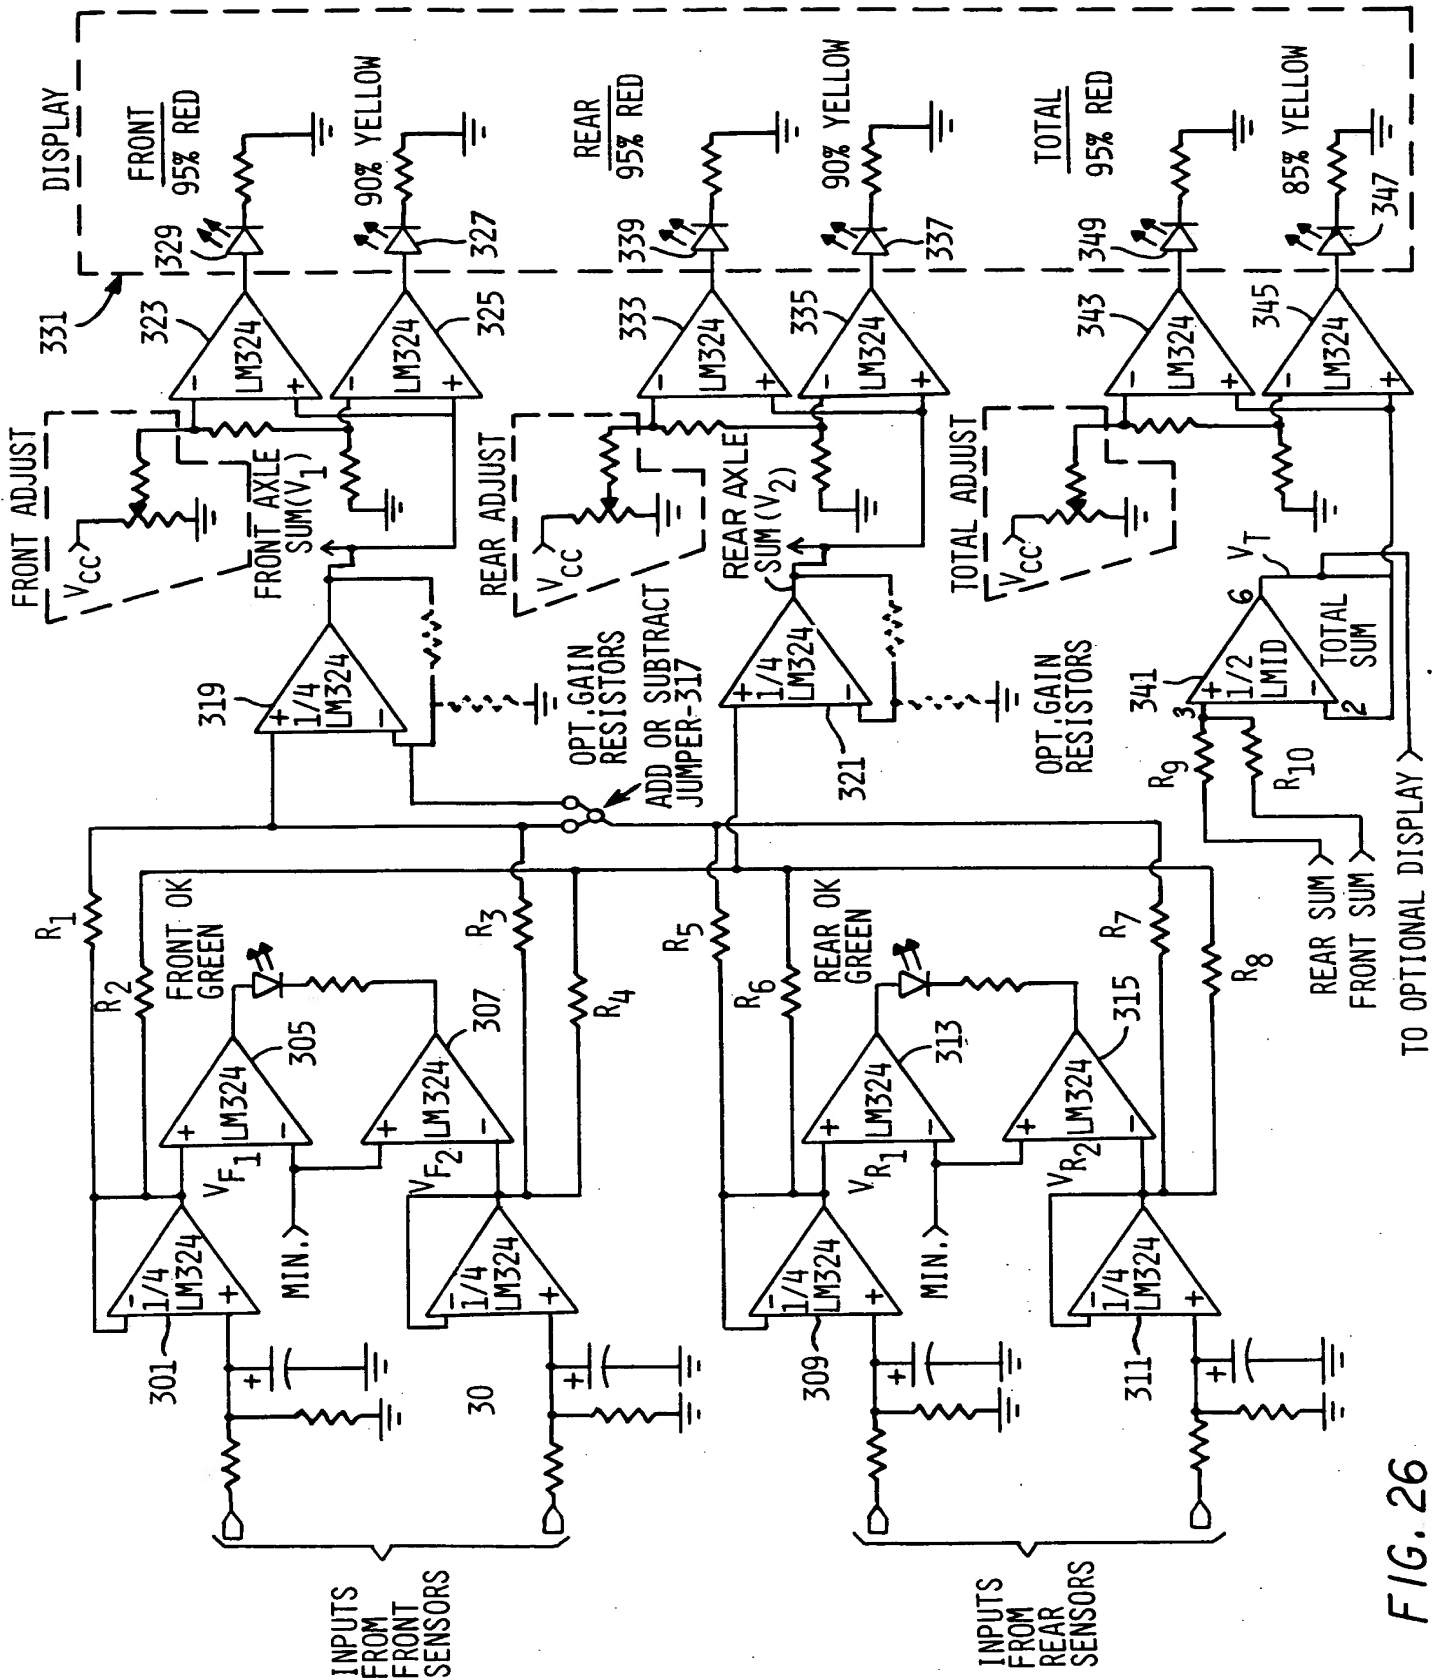 INPUTS
FROM
FRONT
SENSORS
301
1/4
LM324
-
+
+
30
1/4
LM324
-
+
+
MIN.
VF1
VF2
305
LM324
+
-
307
LM324
+
-
FRONT OK
GREEN
R1
R2
R3
R4
INPUTS
FROM
REAR
SENSORS
309
1/4
LM324
-
+
+
311
1/4
LM324
-
+
+
MIN.
VR1
VR2
313
LM324
+
-
315
LM324
+
-
REAR OK
GREEN
R5
R6
R7
R8
319
1/4
LM324
+
-
OPT. GAIN
RESISTORS
ADD OR SUBTRACT
JUMPER-317
321
1/4
LM324
+
-
OPT. GAIN
RESISTORS
REAR SUM
FRONT SUM
TO OPTIONAL DISPLAY
R9
R10
341
3
2
6
+
1/2
LMID
TOTAL
SUM
VT
FRONT ADJUST
VCC
FRONT AXLE
SUM (V1)
REAR ADJUST
VCC
REAR AXLE
SUM (V2)
TOTAL ADJUST
VCC
331
323
LM324
-
+
325
LM324
-
+
333
LM324
-
+
335
LM324
-
+
343
LM324
-
+
345
LM324
-
+
DISPLAY
FRONT
95% RED
329
90% YELLOW
327
REAR
95% RED
339
90% YELLOW
337
TOTAL
95% RED
349
85% YELLOW
347
FIG. 26